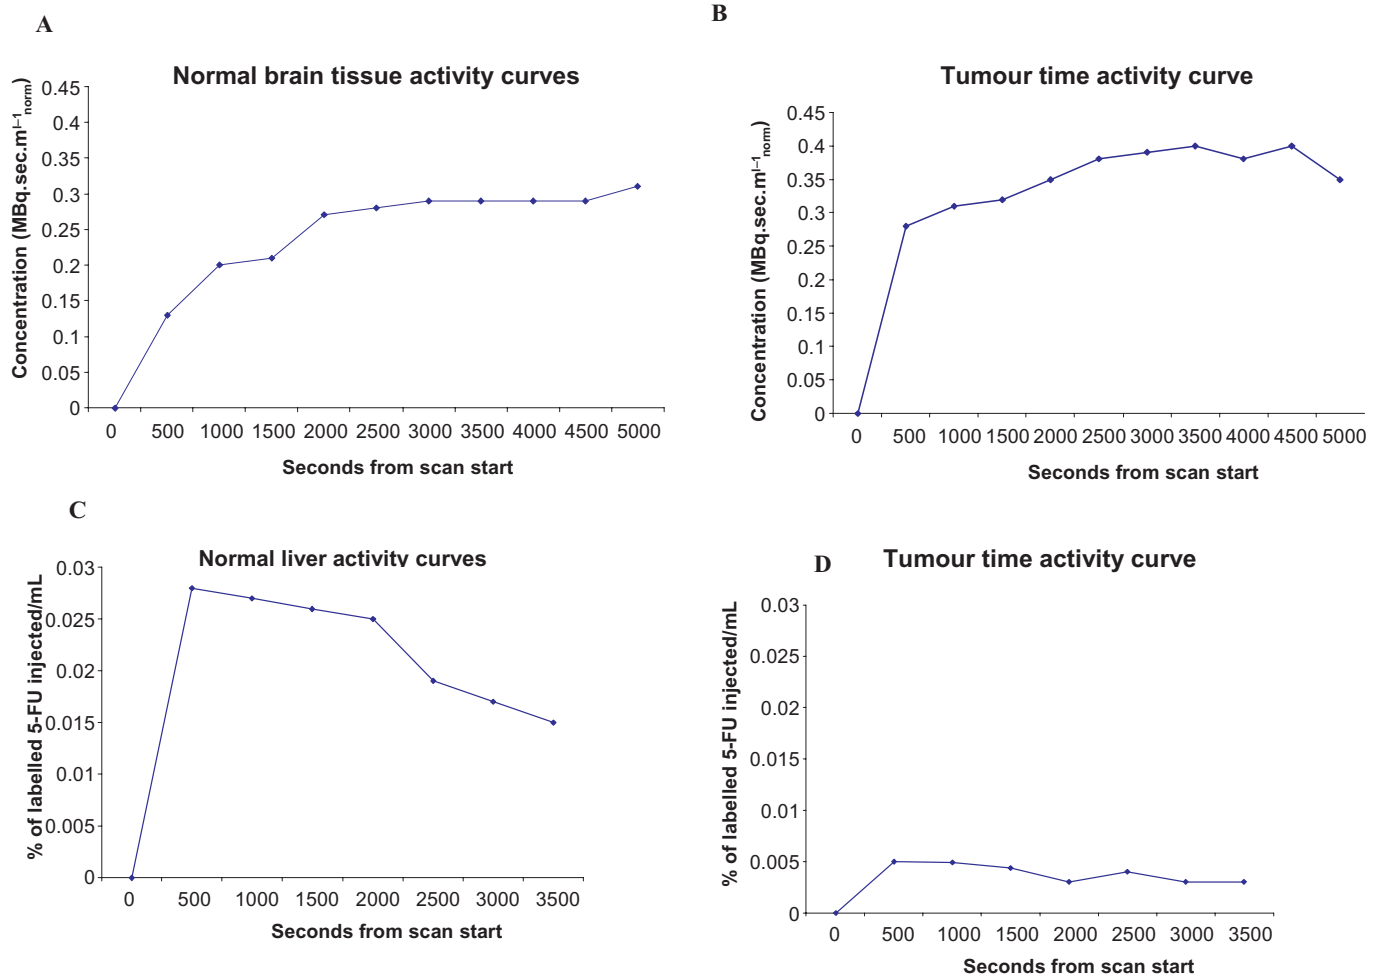 A
Normal brain tissue activity curves
Concentration (MBq.sec.ml–1norm)
0.45
0.4
0.35
0.3
0.25
0.2
0.15
0.1
0.05
0
0 500 1000 1500 2000 2500 3000 3500 4000 4500 5000
Seconds from scan start
B
Tumour time activity curve
Concentration (MBq.sec.ml–1norm)
0.45
0.4
0.35
0.3
0.25
0.2
0.15
0.1
0.05
0
0 500 1000 1500 2000 2500 3000 3500 4000 4500 5000
Seconds from scan start
C
Normal liver activity curves
% of labelled 5-FU injected/mL
0.03
0.025
0.02
0.015
0.01
0.005
0
0 500 1000 1500 2000 2500 3000 3500
Seconds from scan start
D
Tumour time activity curve
% of labelled 5-FU injected/mL
0.03
0.025
0.02
0.015
0.01
0.005
0
0 500 1000 1500 2000 2500 3000 3500
Seconds from scan start